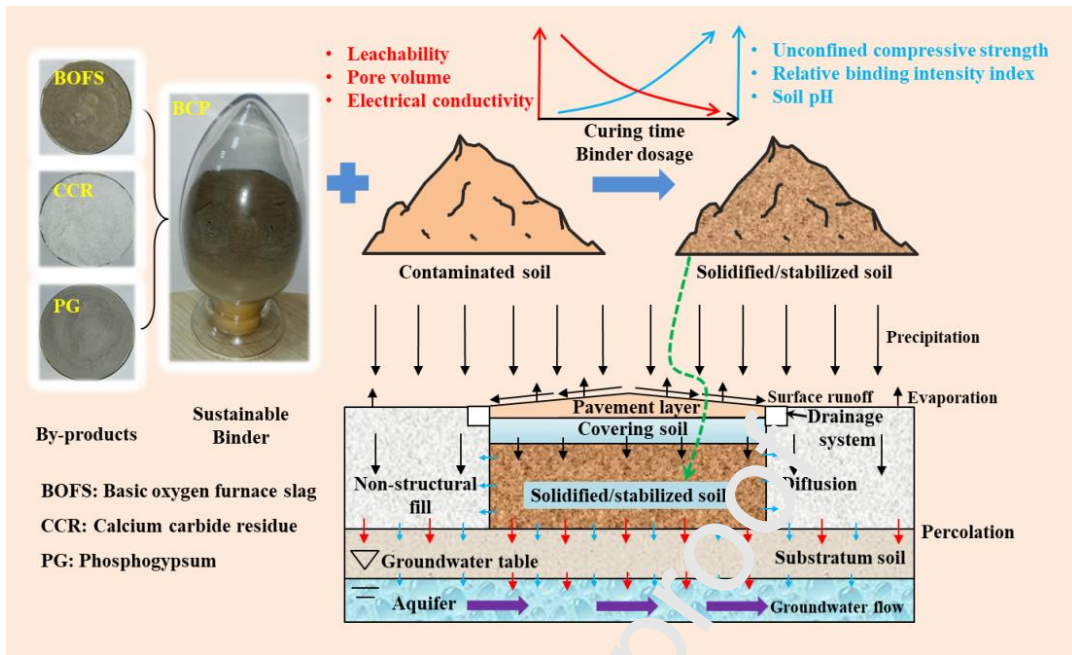 BOFS
CCR
PG
BCP
By-products
Sustainable
Binder
BOFS: Basic oxygen furnace slag
CCR: Calcium carbide residue
PG: Phosphogypsum
• Leachability
• Pore volume
• Electrical conductivity
Curing time
Binder dosage
• Unconfined compressive strength
• Relative binding intensity index
• Soil pH
Contaminated soil
Solidified/stabilized soil
Precipitation
Surface runoff
Evaporation
Pavement layer
Drainage
system
Covering soil
Non-structural
fill
Solidified/stabilized soil
Diffusion
Percolation
Substratum soil
Groundwater table
Aquifer
Groundwater flow
proof